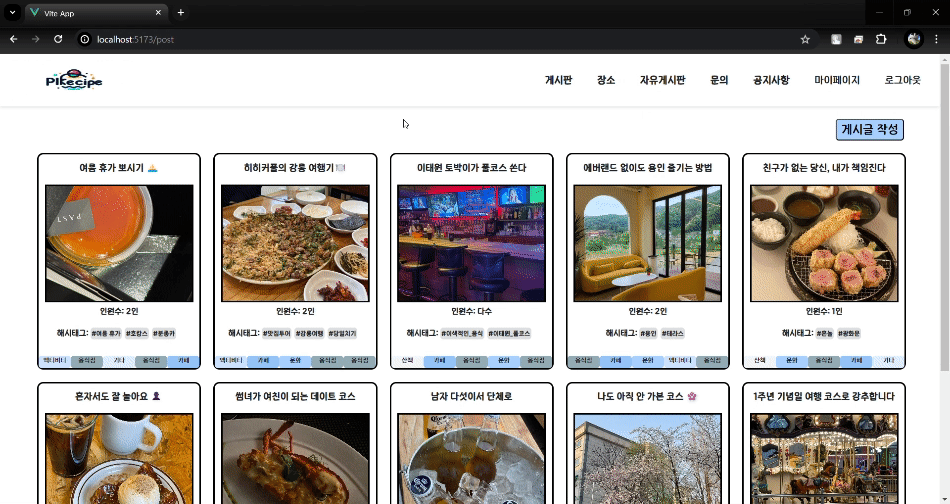 Vite App
localhost:5173/post
Pikecipe
게시판 장소 자유게시판 문의 공지사항 마이페이지 로그아웃
게시글 작성
여름 휴가 뽀시기
히히커플의 강릉 여행기
이태원 토박이가 풀코스 쏜다
에버랜드 없이도 용인 즐기는 방법
친구가 없는 당신, 내가 책임진다
인원수: 2인
인원수: 2인
인원수: 다수
인원수: 2인
인원수: 1인
해시태그: #여름 휴가 #호캉스
해시태그: #맛집투어 #강릉여행 #당일치기
해시태그: #이색적인_음식 #이태원_풀코스
해시태그: #용인 #테라스
해시태그: #혼놀 #광화문
액티비티 음식점 기타 음식점 카페
액티비티 카페 문화 음식점 음식점
산책 카페 음식점 문화 음식점
음식점 문화 카페 액티비티 음식점
산책 문화 음식점 카페 기타
혼자서도 잘 놀아요
썸녀가 여친이 되는 데이트 코스
남자 다섯이서 단체로
나도 아직 안 가본 코스
1주년 기념일 여행 코스로 강추합니다